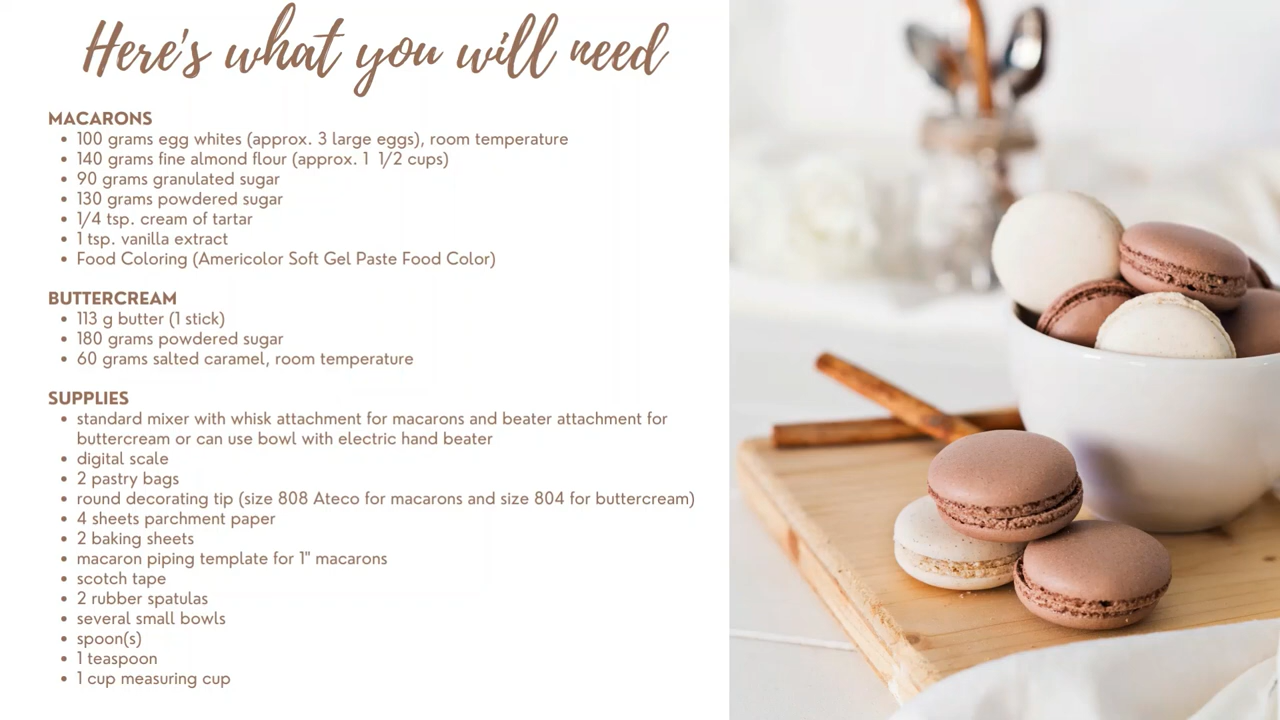 Here's what you will need
MACARONS
• 100 grams egg whites (approx. 3 large eggs), room temperature
• 140 grams fine almond flour (approx. 1 1/2 cups)
• 90 grams granulated sugar
• 130 grams powdered sugar
• 1/4 tsp. cream of tartar
• 1 tsp. vanilla extract
• Food Coloring (Americolor Soft Gel Paste Food Color)
BUTTERCREAM
• 113 g butter (1 stick)
• 180 grams powdered sugar
• 60 grams salted caramel, room temperature
SUPPLIES
• standard mixer with whisk attachment for macarons and beater attachment for
buttercream or can use bowl with electric hand beater
• digital scale
• 2 pastry bags
• round decorating tip (size 808 Ateco for macarons and size 804 for buttercream)
• 4 sheets parchment paper
• 2 baking sheets
• macaron piping template for 1" macarons
• scotch tape
• 2 rubber spatulas
• several small bowls
• spoon(s)
• 1 teaspoon
• 1 cup measuring cup